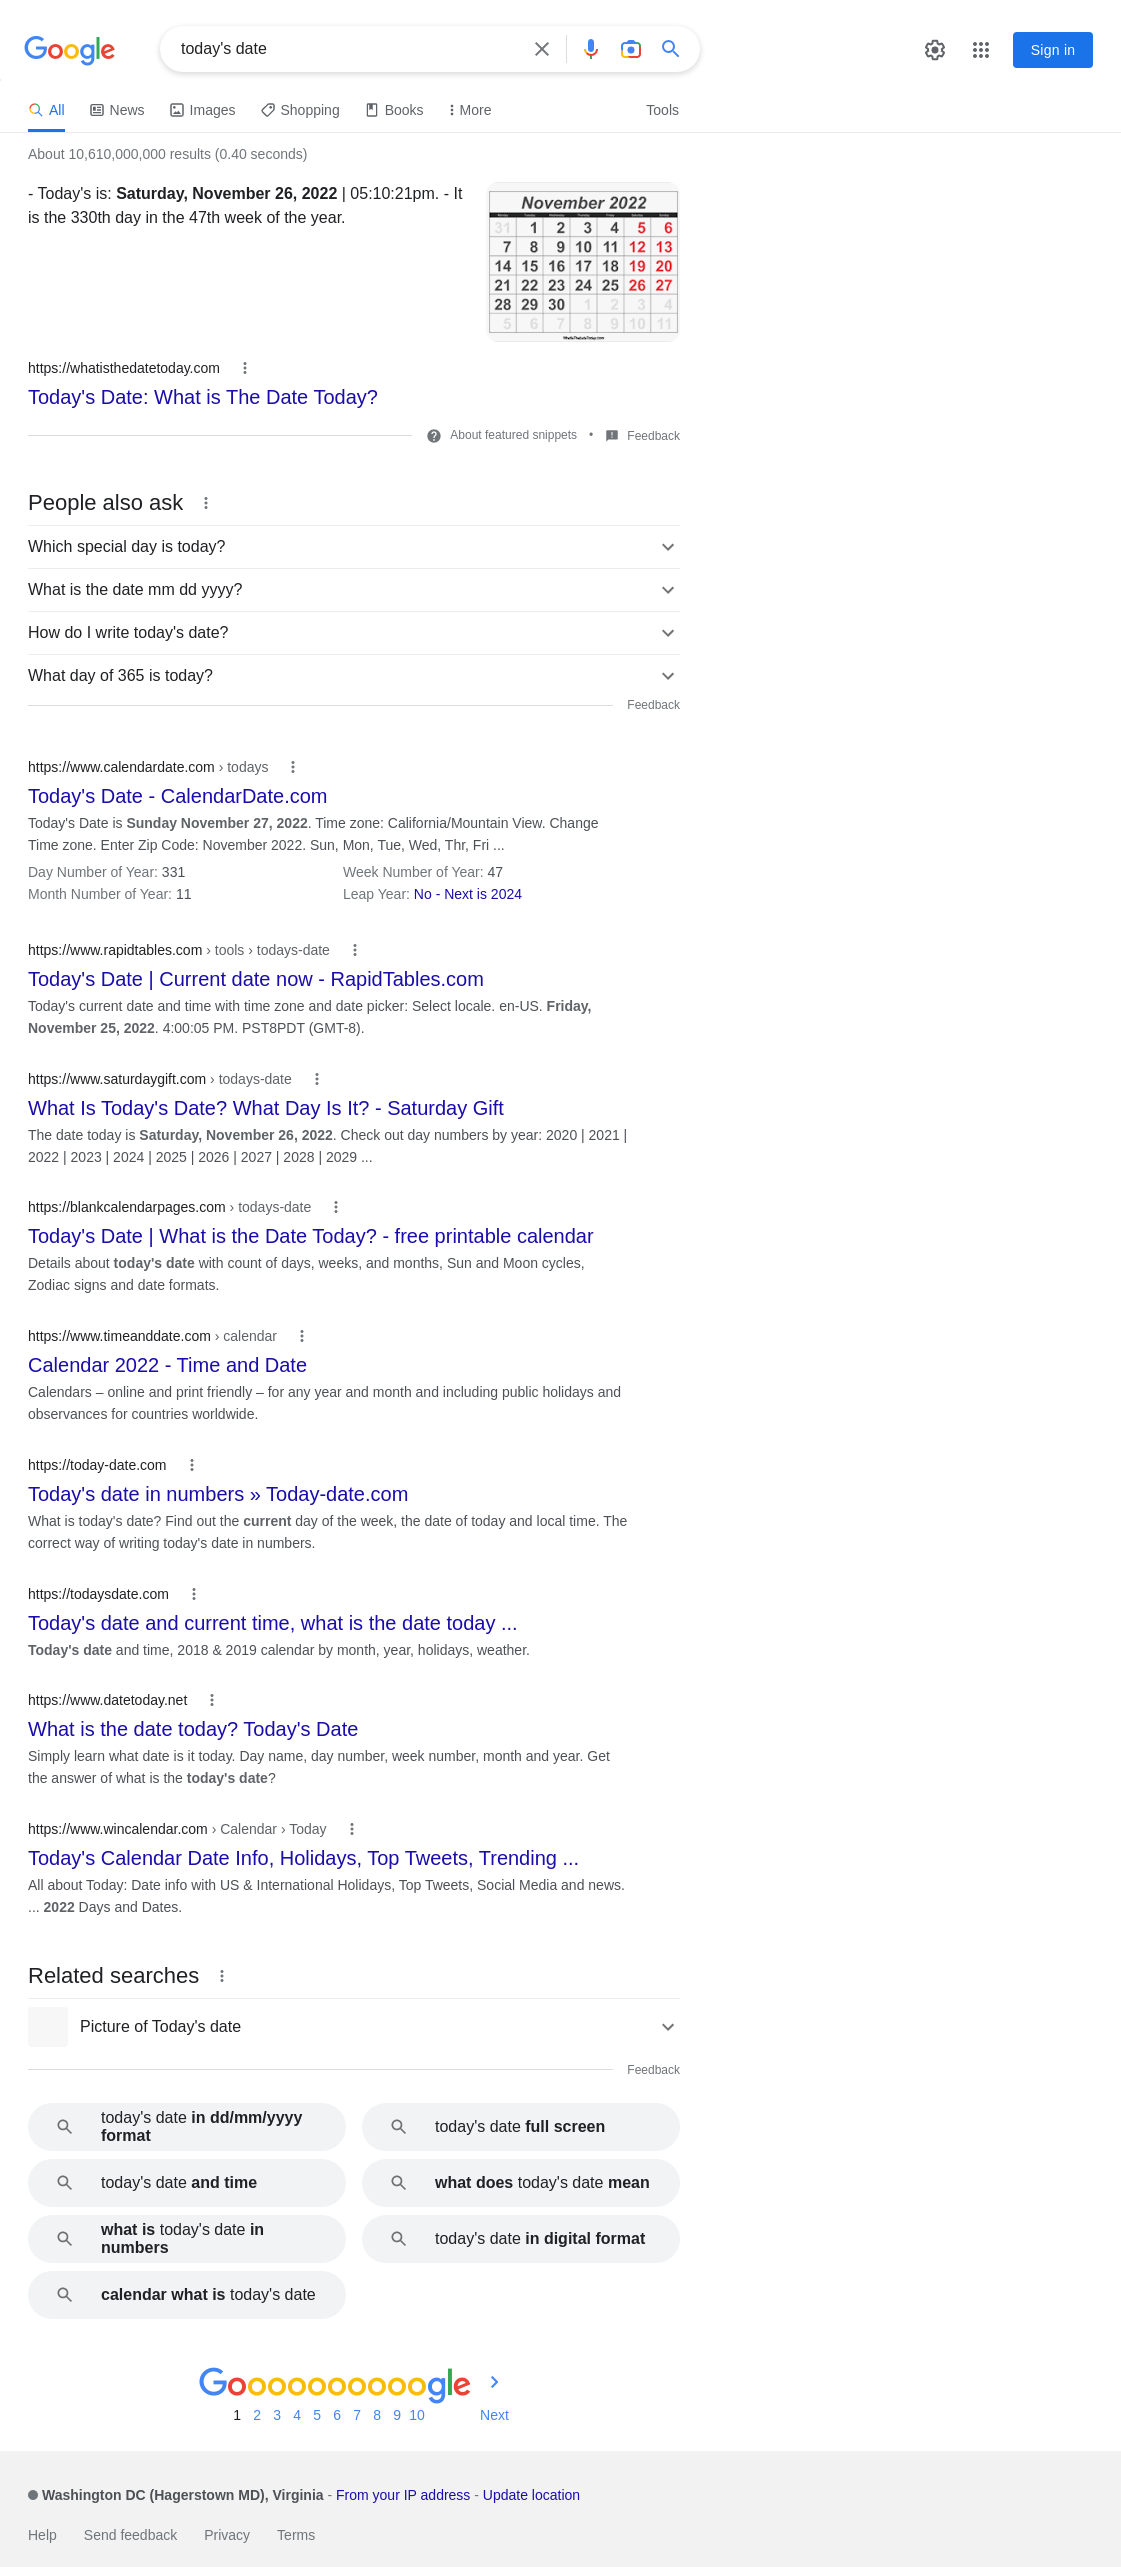 Google
today's date
Sign in
All
News
Images
Shopping
Books
More
Tools
About 10,610,000,000 results (0.40 seconds)
- Today's is: Saturday, November 26, 2022 | 05:10:21pm. - It
is the 330th day in the 47th week of the year.
November 2022
Monday Tuesday Wednesday Thursday Friday Saturday Sunday
31 1 2 3 4 5 6
7 8 9 10 11 12 13
14 15 16 17 18 19 20
21 22 23 24 25 26 27
28 29 30 1 2 3 4
5 6 7 8 9 10 11
WhatIsTheDateToday.com
https://whatisthedatetoday.com
Today's Date: What is The Date Today?
About featured snippets • Feedback
People also ask
Which special day is today?
What is the date mm dd yyyy?
How do I write today's date?
What day of 365 is today?
Feedback
https://www.calendardate.com › todays
Today's Date - CalendarDate.com
Today's Date is Sunday November 27, 2022. Time zone: California/Mountain View. Change
Time zone. Enter Zip Code: November 2022. Sun, Mon, Tue, Wed, Thr, Fri ...
Day Number of Year: 331
Week Number of Year: 47
Month Number of Year: 11
Leap Year: No - Next is 2024
https://www.rapidtables.com › tools › todays-date
Today's Date | Current date now - RapidTables.com
Today's current date and time with time zone and date picker: Select locale. en-US. Friday,
November 25, 2022. 4:00:05 PM. PST8PDT (GMT-8).
https://www.saturdaygift.com › todays-date
What Is Today's Date? What Day Is It? - Saturday Gift
The date today is Saturday, November 26, 2022. Check out day numbers by year: 2020 | 2021 |
2022 | 2023 | 2024 | 2025 | 2026 | 2027 | 2028 | 2029 ...
https://blankcalendarpages.com › todays-date
Today's Date | What is the Date Today? - free printable calendar
Details about today's date with count of days, weeks, and months, Sun and Moon cycles,
Zodiac signs and date formats.
https://www.timeanddate.com › calendar
Calendar 2022 - Time and Date
Calendars – online and print friendly – for any year and month and including public holidays and
observances for countries worldwide.
https://today-date.com
Today's date in numbers » Today-date.com
What is today's date? Find out the current day of the week, the date of today and local time. The
correct way of writing today's date in numbers.
https://todaysdate.com
Today's date and current time, what is the date today ...
Today's date and time, 2018 & 2019 calendar by month, year, holidays, weather.
https://www.datetoday.net
What is the date today? Today's Date
Simply learn what date is it today. Day name, day number, week number, month and year. Get
the answer of what is the today's date?
https://www.wincalendar.com › Calendar › Today
Today's Calendar Date Info, Holidays, Top Tweets, Trending ...
All about Today: Date info with US & International Holidays, Top Tweets, Social Media and news.
... 2022 Days and Dates.
Related searches
Picture of Today's date
Feedback
today's date in dd/mm/yyyy
format
today's date full screen
today's date and time
what does today's date mean
what is today's date in
numbers
today's date in digital format
calendar what is today's date
Goooooooooogle
1 2 3 4 5 6 7 8 9 10 Next
Washington DC (Hagerstown MD), Virginia - From your IP address - Update location
Help Send feedback Privacy Terms